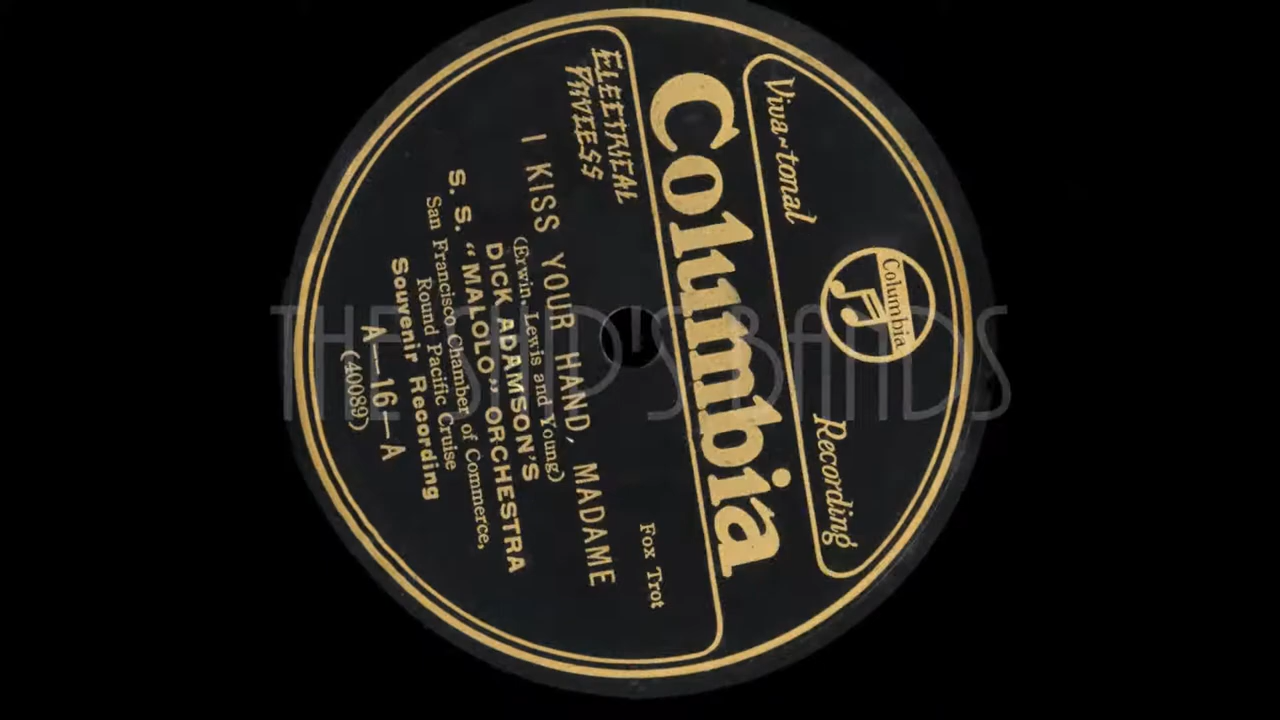 Viva-tonal Recording
Columbia
Columbia
ELECTRICAL
PROCESS
Fox Trot
I KISS YOUR HAND, MADAME
(Erwin, Lewis and Young)
DICK ADAMSON'S
S. S. "MALOLO" ORCHESTRA
San Francisco Chamber of Commerce,
Round Pacific Cruise
Souvenir Recording
A—16—A
(40089)
THE SHIP'S BANDS